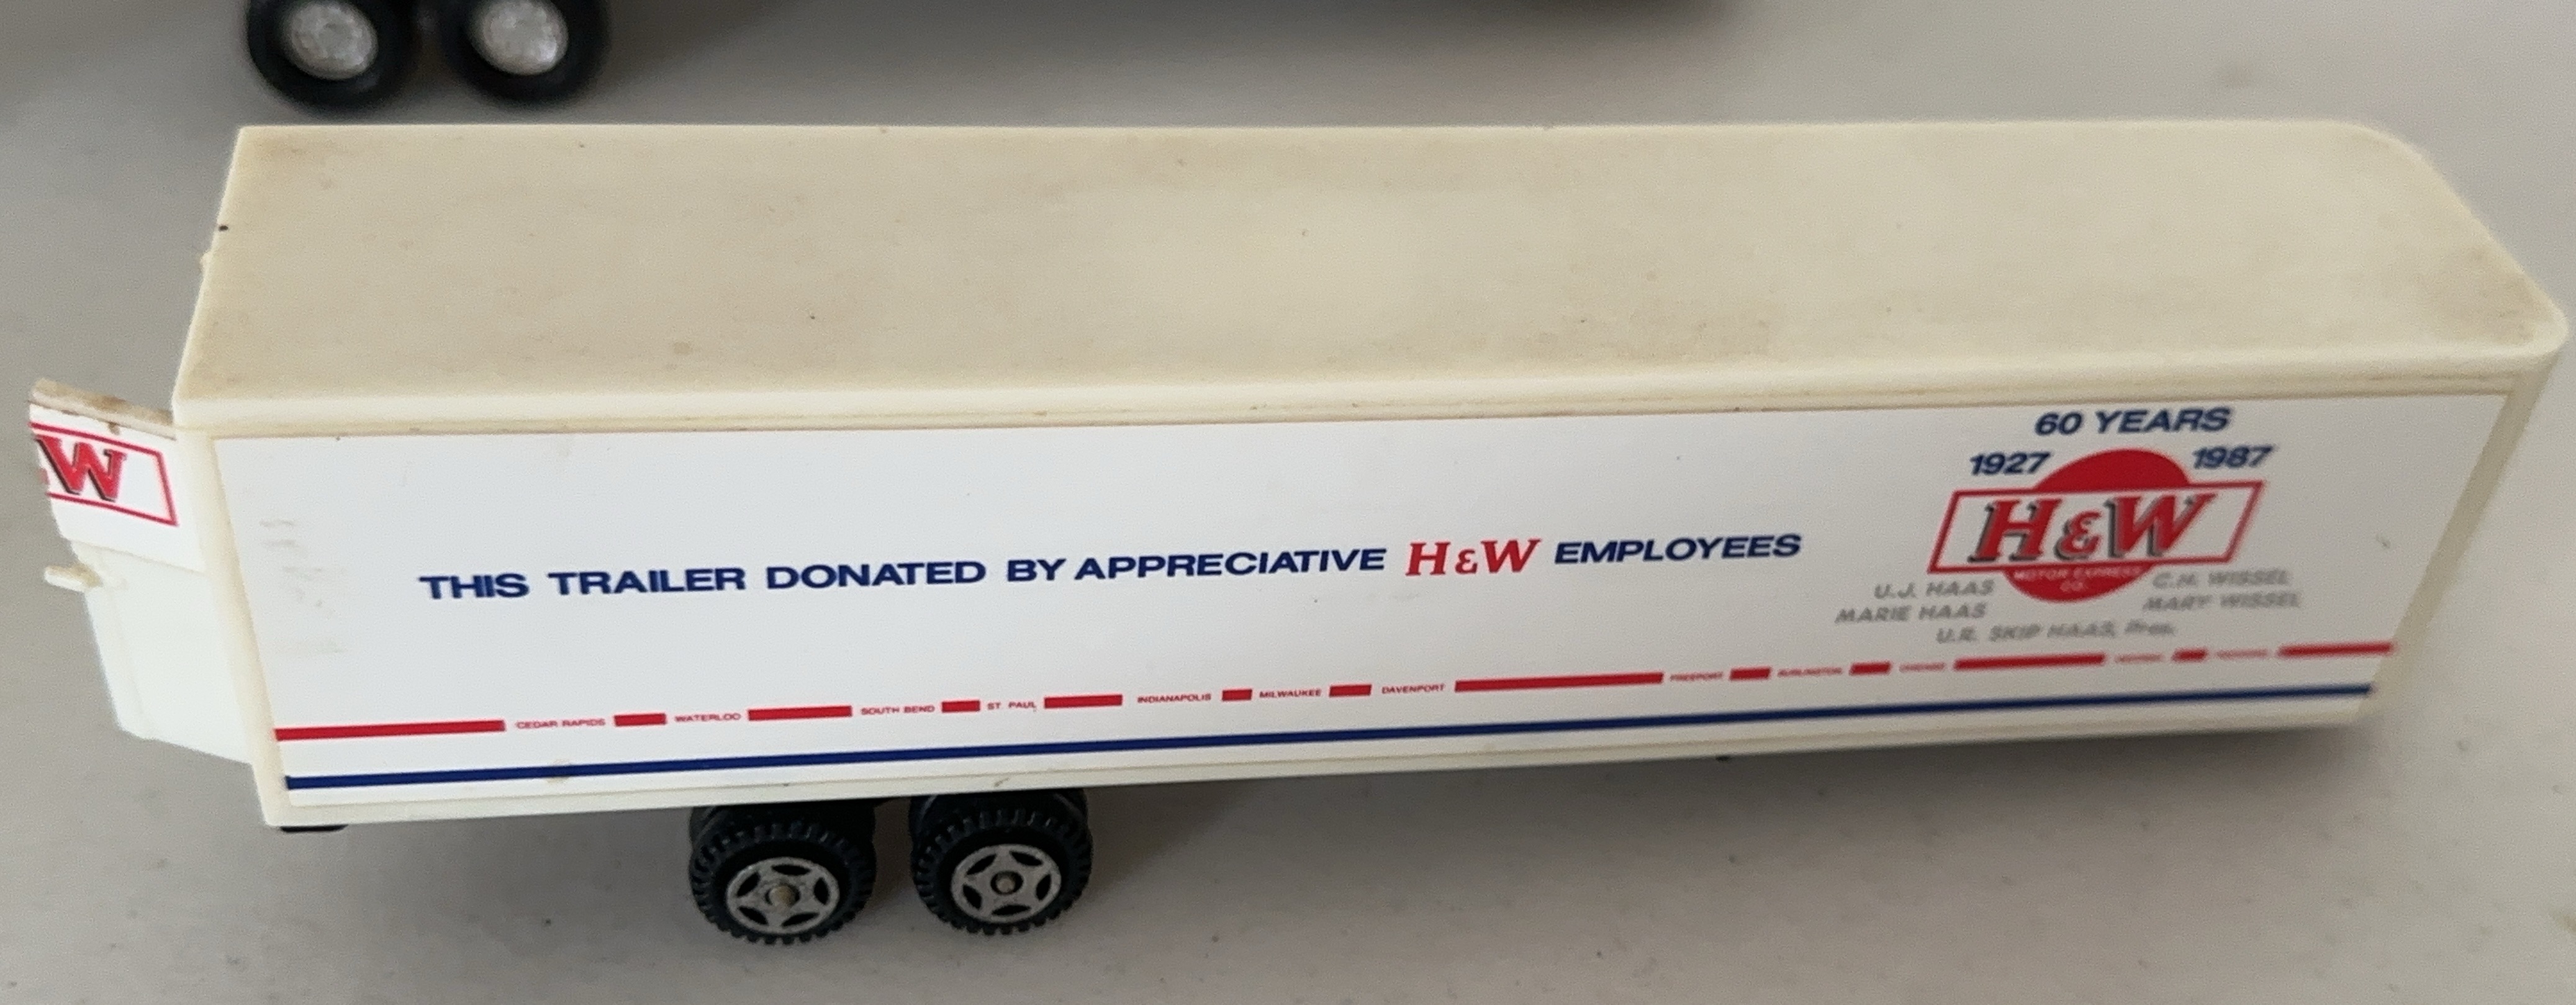 W
60 YEARS
1927 1987
H&W
MOTOR EXPRESS
CO.
THIS TRAILER DONATED BY APPRECIATIVE H&W EMPLOYEES
U.J. HAAS C.H. WISSEL
MARIE HAAS MARY WISSEL
U.R. SKIP HAAS, Pres.
CEDAR RAPIDS WATERLOO SOUTH BEND ST PAUL INDIANAPOLIS MILWAUKEE DAVENPORT FREEPORT BURLINGTON CHICAGO